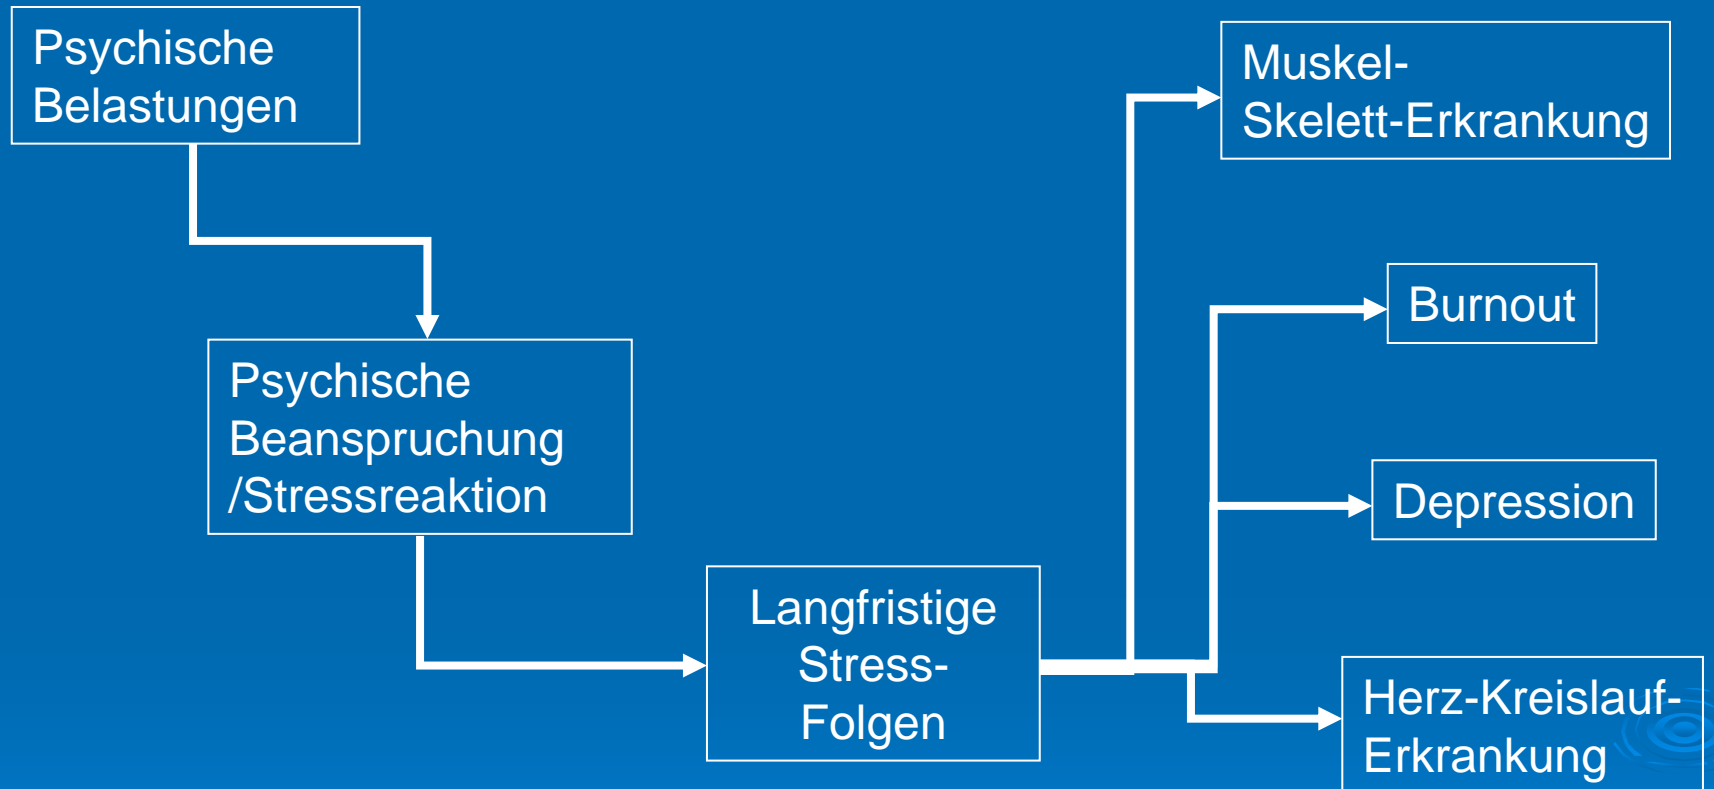 Psychische
Belastungen
Psychische
Beanspruchung
/Stressreaktion
Langfristige
Stress-
Folgen
Muskel-
Skelett-Erkrankung
Burnout
Depression
Herz-Kreislauf-
Erkrankung